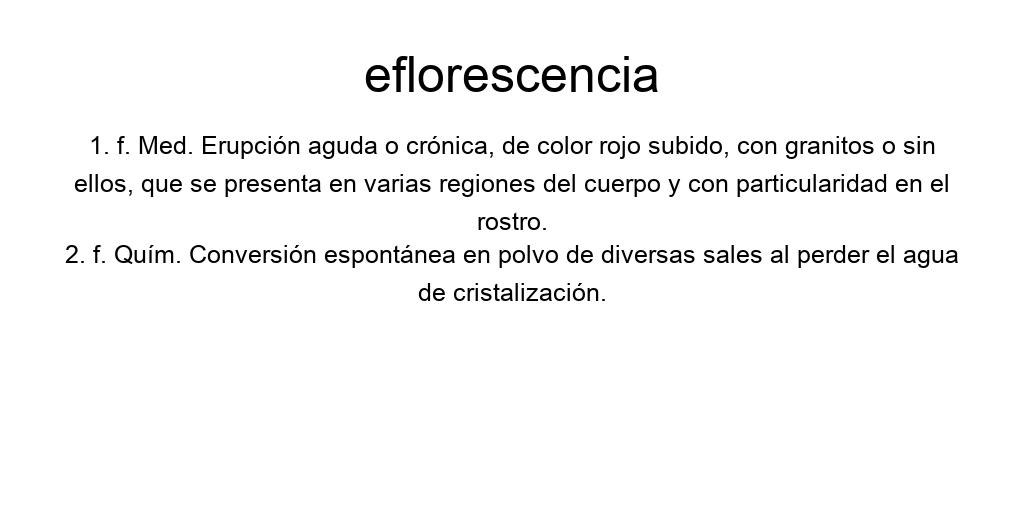 eflorescencia
1. f. Med. Erupción aguda o crónica, de color rojo subido, con granitos o sin
ellos, que se presenta en varias regiones del cuerpo y con particularidad en el
rostro.
2. f. Quím. Conversión espontánea en polvo de diversas sales al perder el agua
de cristalización.